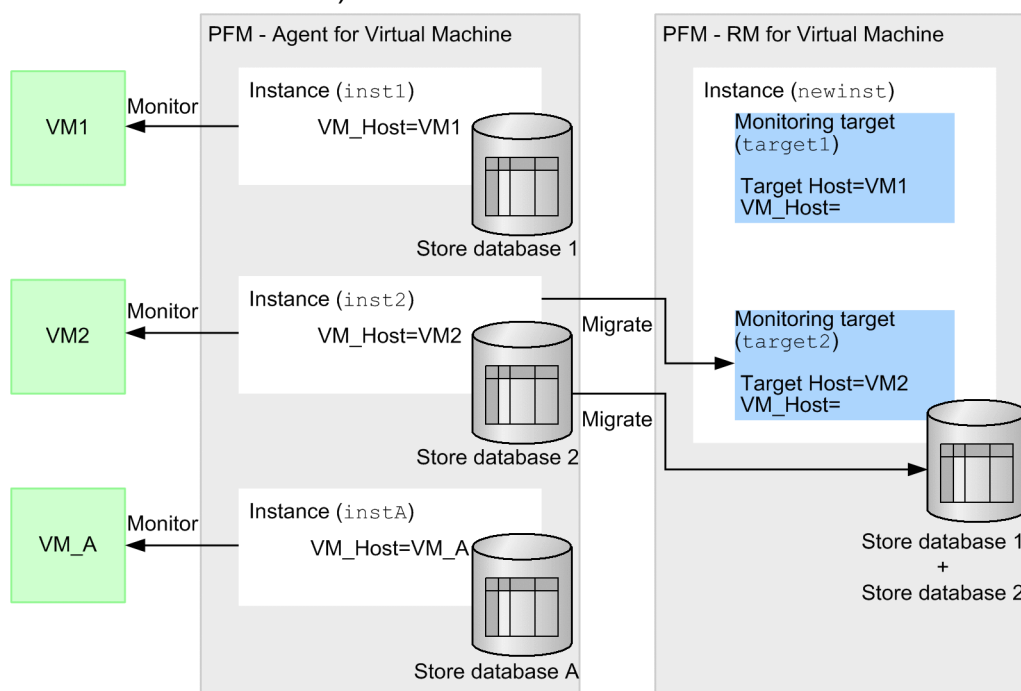 )
PFM - Agent for Virtual Machine
PFM - RM for Virtual Machine
VM1
Monitor
Instance (inst1)
VM_Host=VM1
Store database 1
Instance (newinst)
Monitoring target
(target1)
Target Host=VM1
VM_Host=
VM2
Monitor
Instance (inst2)
VM_Host=VM2
Store database 2
Migrate
Migrate
Monitoring target
(target2)
Target Host=VM2
VM_Host=
Store database 1
+
Store database 2
VM_A
Monitor
Instance (instA)
VM_Host=VM_A
Store database A